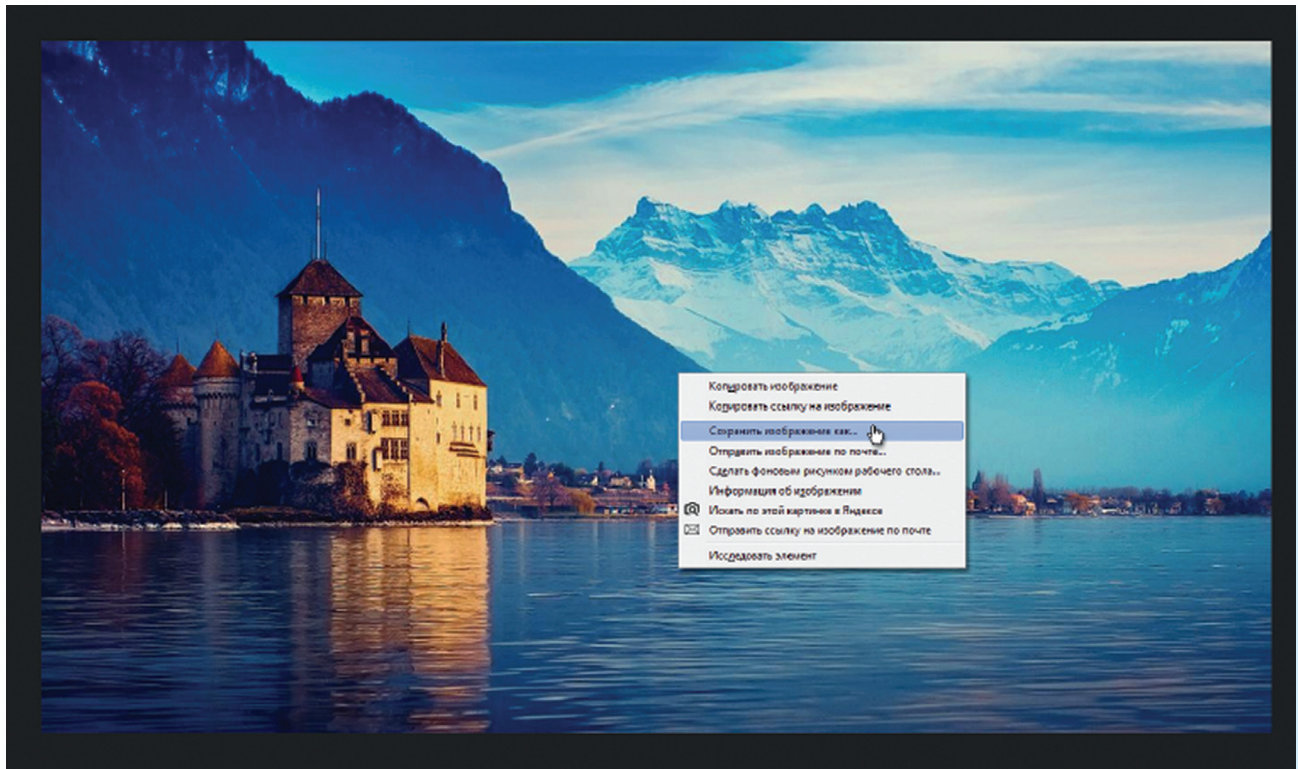 Копировать изображение
Копировать ссылку на изображение
Сохранить изображение как...
Отправить изображение по почте...
Сделать фоновым рисунком рабочего стола...
Информация об изображении
Искать по этой картинке в Яндексе
Отправить ссылку на изображение по почте
Исследовать элемент